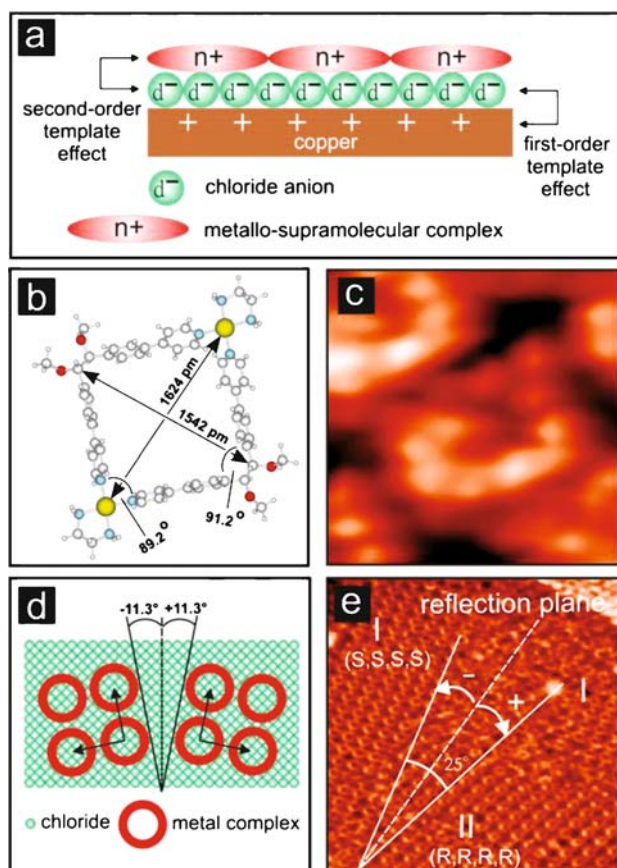 a
n+ n+ n+
d⁻ d⁻ d⁻ d⁻ d⁻ d⁻ d⁻ d⁻ d⁻ d⁻
+ + + + + +
copper
second-order
template
effect
first-order
template
effect
d⁻ chloride anion
n+ metallo-supramolecular complex
b
1624 pm
1542 pm
91.2°
89.2°
c
d
-11.3° +11.3°
chloride metal complex
e
reflection plane
I
(S,S,S,S)
- +
I
25°
II
(R,R,R,R)